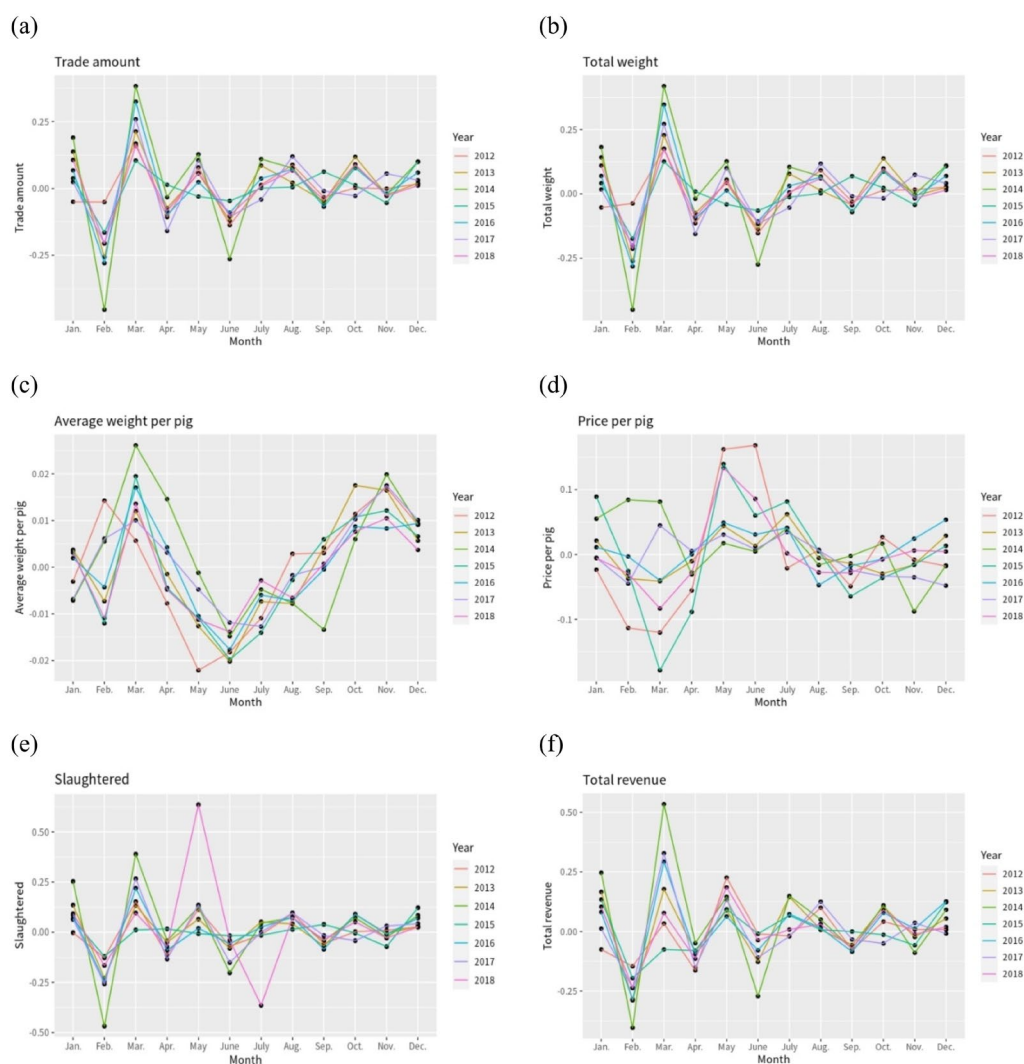 (a)
Trade amount
Trade amount
0.25
0.00
-0.25
Jan. Feb. Mar. Apr. May June July Aug. Sep. Oct. Nov. Dec.
Month
Year
2012
2013
2014
2015
2016
2017
2018
(b)
Total weight
Total weight
0.25
0.00
-0.25
Jan. Feb. Mar. Apr. May June July Aug. Sep. Oct. Nov. Dec.
Month
Year
2012
2013
2014
2015
2016
2017
2018
(c)
Average weight per pig
Average weight per pig
0.02
0.01
0.00
-0.01
-0.02
Jan. Feb. Mar. Apr. May June July Aug. Sep. Oct. Nov. Dec.
Month
Year
2012
2013
2014
2015
2016
2017
2018
(d)
Price per pig
Price per pig
0.1
0.0
-0.1
Jan. Feb. Mar. Apr. May June July Aug. Sep. Oct. Nov. Dec.
Month
Year
2012
2013
2014
2015
2016
2017
2018
(e)
Slaughtered
Slaughtered
0.50
0.25
0.00
-0.25
-0.50
Jan. Feb. Mar. Apr. May June July Aug. Sep. Oct. Nov. Dec.
Month
Year
2012
2013
2014
2015
2016
2017
2018
(f)
Total revenue
Total revenue
0.50
0.25
0.00
-0.25
Jan. Feb. Mar. Apr. May June July Aug. Sep. Oct. Nov. Dec.
Month
Year
2012
2013
2014
2015
2016
2017
2018